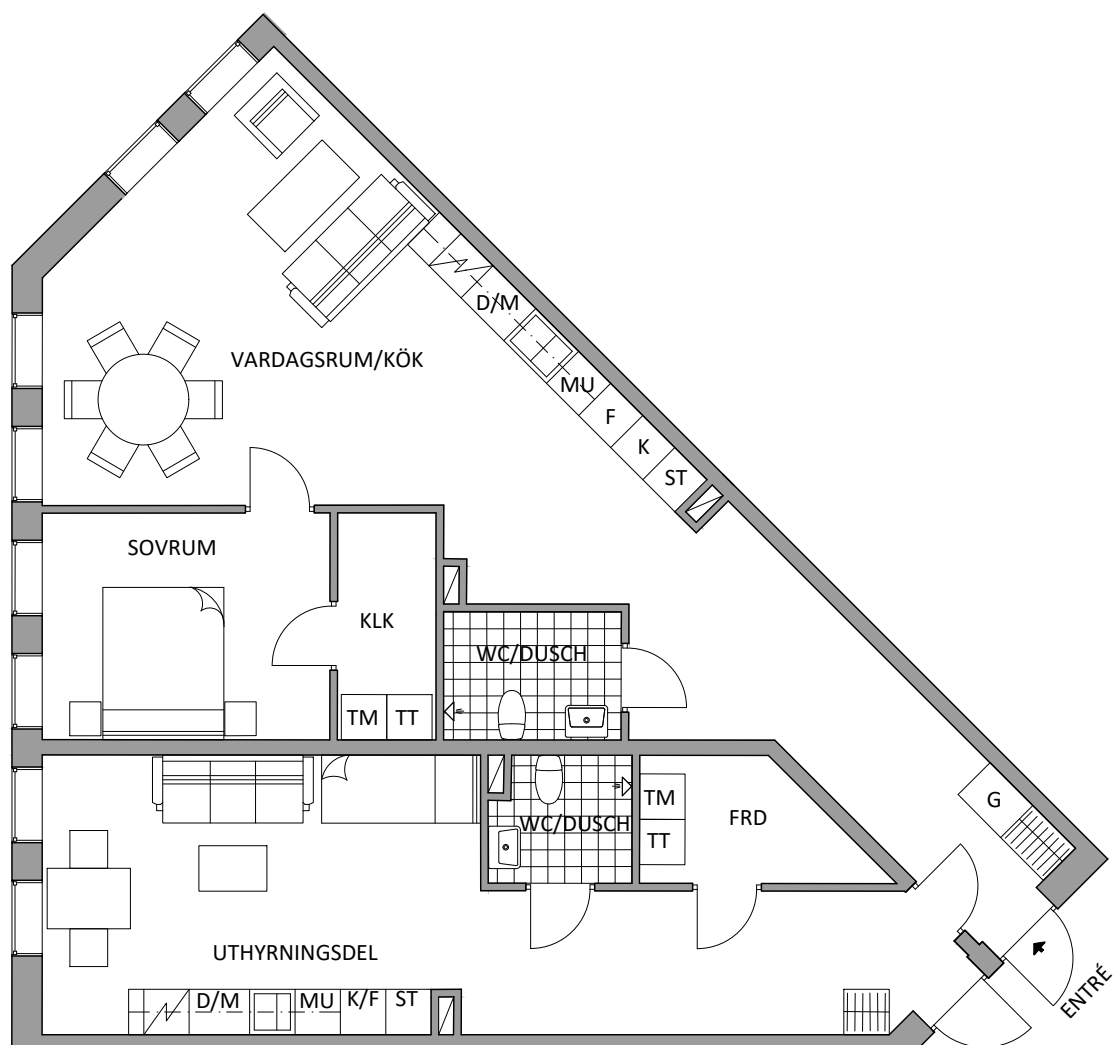 D/M
VARDAGSRUM/KÖK
MU
F
K
ST
SOVRUM
KLK
WC/DUSCH
TM TT
G
TM
TT
WC/DUSCH
FRD
UTHYRNINGSDEL
ENTRÉ
D/M MU K/F ST